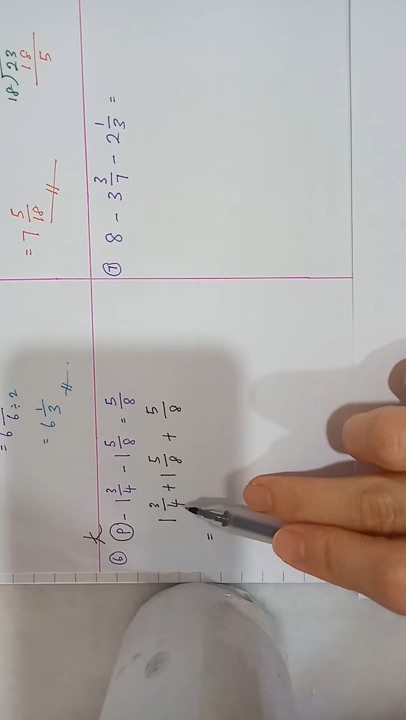 = 6 2/6 ÷ 2
= 6 1/3 //
= 7 5/18 //
18)23
18
5
⑥ P - 1 3/4 - 1 5/8 = 5/8
1 3/4 + 1 5/8 + 5/8
=
⑦ 8 - 3 3/7 - 2 1/3 =